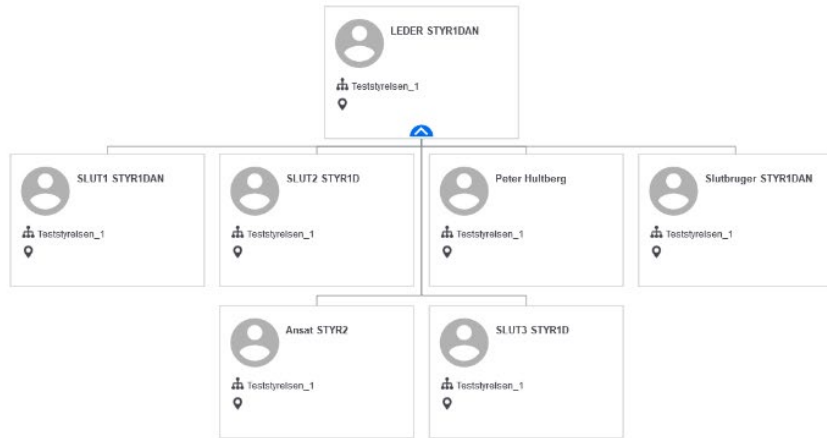 LEDER STYR1DAN
Teststyrelsen_1
SLUT1 STYR1DAN
Teststyrelsen_1
SLUT2 STYR1D
Teststyrelsen_1
Peter Hultberg
Teststyrelsen_1
Slutbruger STYR1DAN
Teststyrelsen_1
Ansat STYR2
Teststyrelsen_1
SLUT3 STYR1D
Teststyrelsen_1